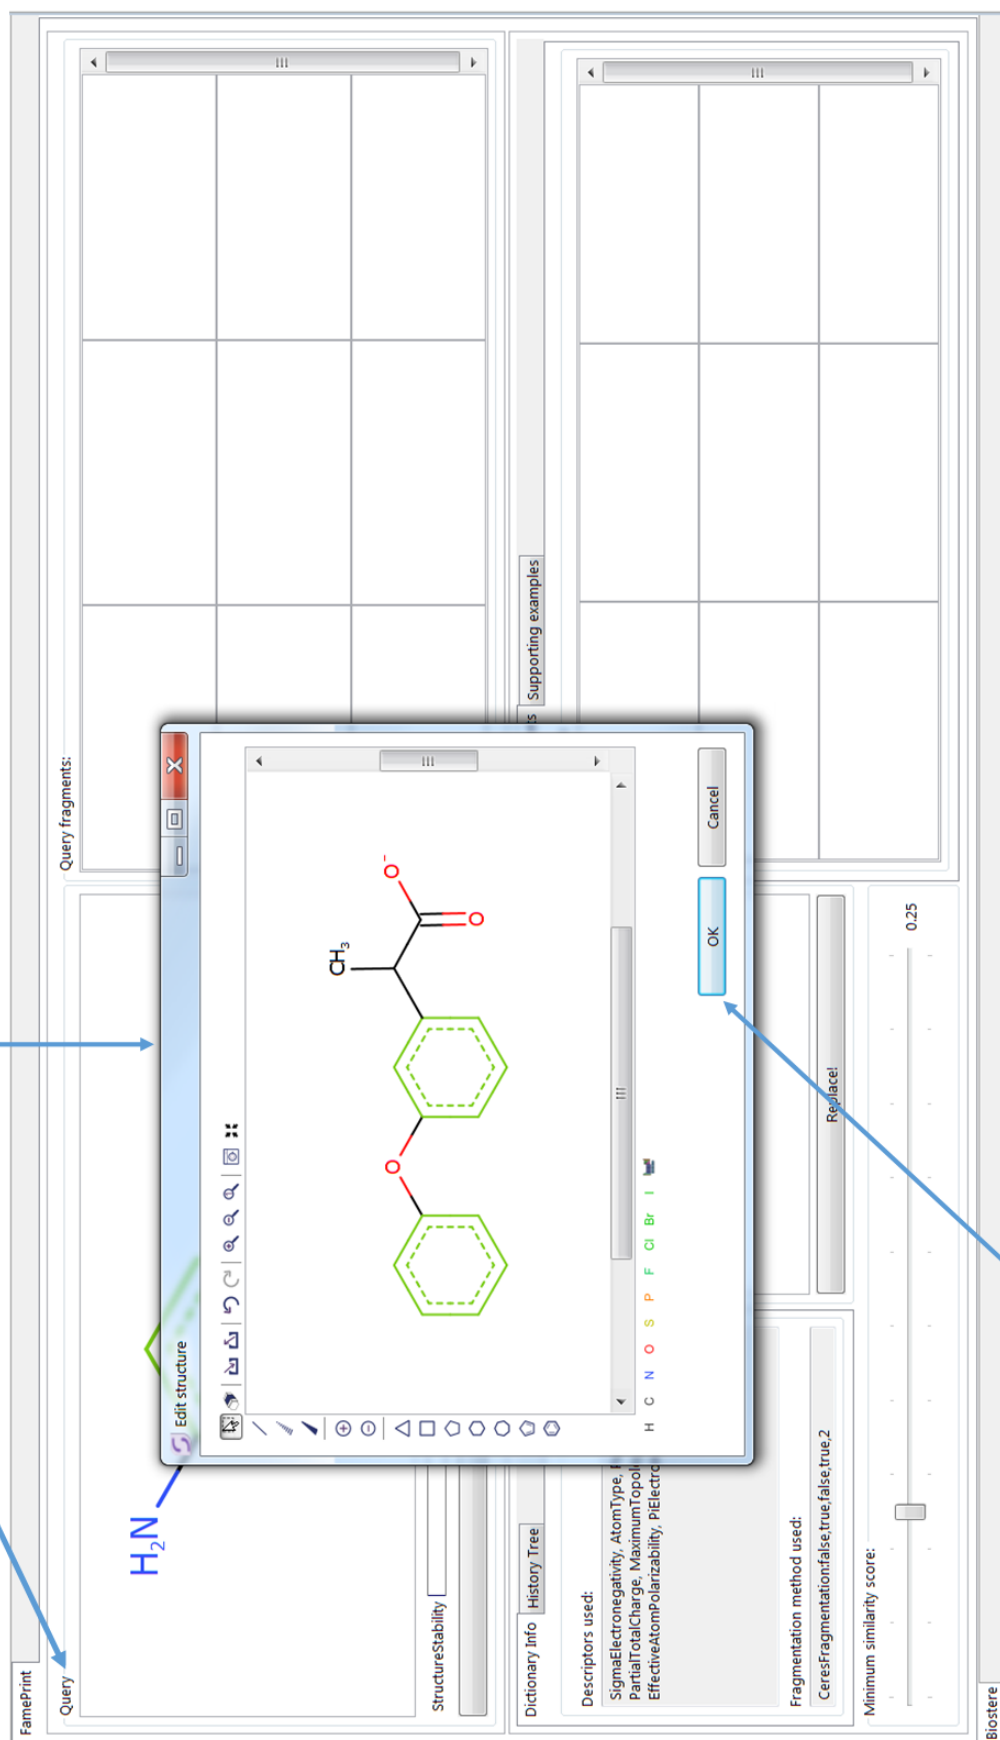 FamePrint
Query
Query fragments:
H₂N
StructureStability
Edit structure
CH₃
O⁻
O
O
H C N O S P F Cl Br I
OK
Cancel
Dictionary Info
History Tree
ts
Supporting examples
Descriptors used:
SigmaElectronegativity, AtomType,
PartialTotalCharge, MaximumTopol
EffectiveAtomPolarizability, PiElectro
Fragmentation method used:
CeresFragmentation:false,true,false,true,2
Replace!
Minimum similarity score:
0.25
Biostere